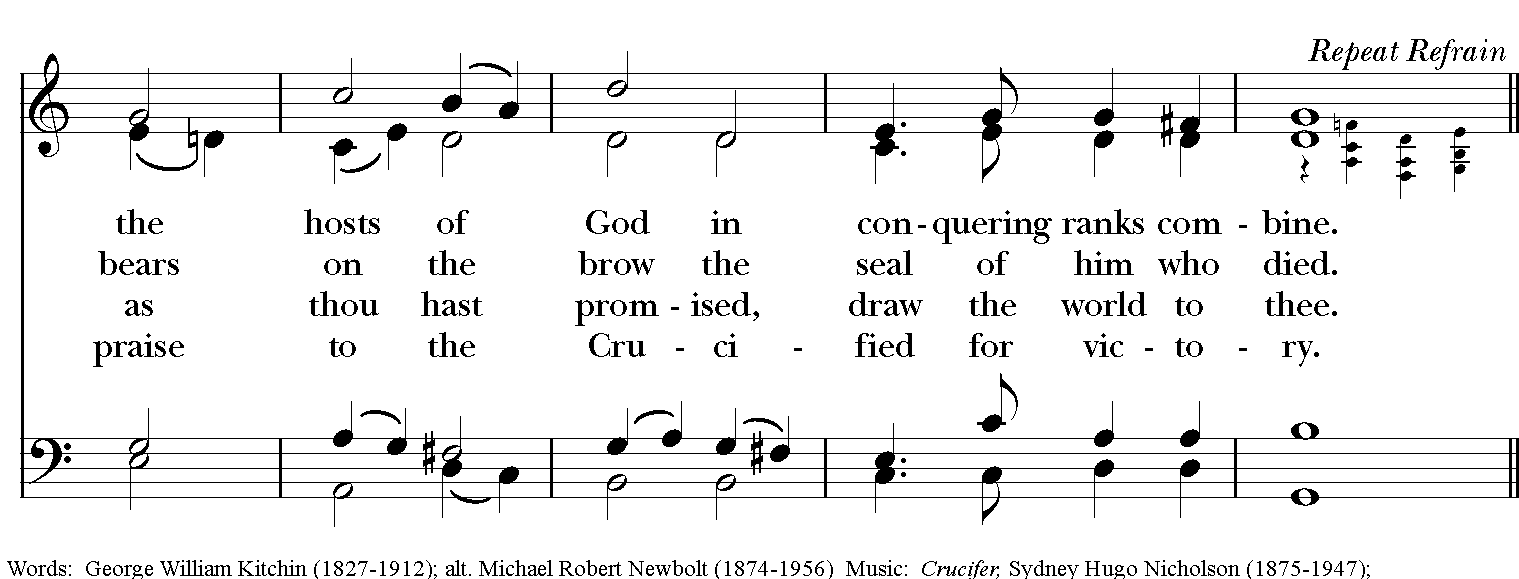 Repeat Refrain
the hosts of God in con - quering ranks com - bine.
bears on the brow the seal of him who died.
as thou hast prom - ised, draw the world to thee.
praise to the Cru - ci - fied for vic - to - ry.
Words: George William Kitchin (1827-1912); alt. Michael Robert Newbolt (1874-1956) Music: Crucifer, Sydney Hugo Nicholson (1875-1947);